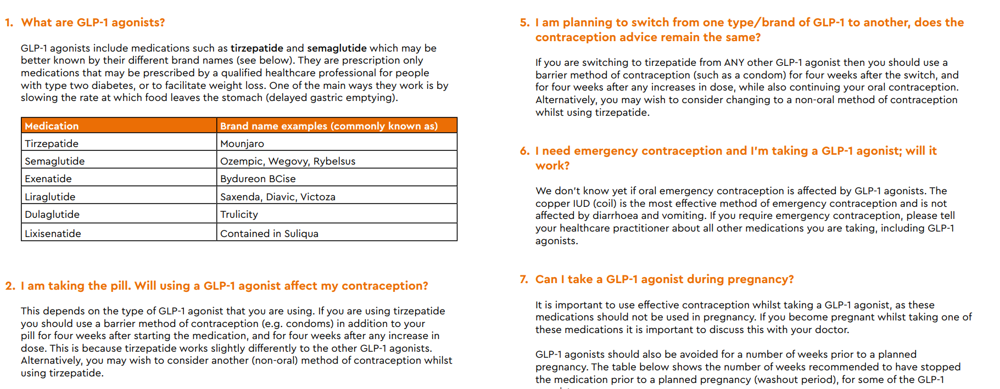 1. What are GLP-1 agonists?
GLP-1 agonists include medications such as tirzepatide and semaglutide which may be
better known by their different brand names (see below). They are prescription only
medications that may be prescribed by a qualified healthcare professional for people
with type two diabetes, or to facilitate weight loss. One of the main ways they work is by
slowing the rate at which food leaves the stomach (delayed gastric emptying).
Medication Brand name examples (commonly known as)
Tirzepatide Mounjaro
Semaglutide Ozempic, Wegovy, Rybelsus
Exenatide Bydureon BCise
Liraglutide Saxenda, Diavic, Victoza
Dulaglutide Trulicity
Lixisenatide Contained in Suliqua
2. I am taking the pill. Will using a GLP-1 agonist affect my contraception?
This depends on the type of GLP-1 agonist that you are using. If you are using tirzepatide
you should use a barrier method of contraception (e.g. condoms) in addition to your
pill for four weeks after starting the medication, and for four weeks after any increase in
dose. This is because tirzepatide works slightly differently to the other GLP-1 agonists.
Alternatively, you may wish to consider another (non-oral) method of contraception whilst
using tirzepatide.
5. I am planning to switch from one type/brand of GLP-1 to another, does the
contraception advice remain the same?
If you are switching to tirzepatide from ANY other GLP-1 agonist then you should use a
barrier method of contraception (such as a condom) for four weeks after the switch, and
for four weeks after any increases in dose, while also continuing your oral contraception.
Alternatively, you may wish to consider changing to a non-oral method of contraception
whilst using tirzepatide.
6. I need emergency contraception and I'm taking a GLP-1 agonist; will it
work?
We don't know yet if oral emergency contraception is affected by GLP-1 agonists. The
copper IUD (coil) is the most effective method of emergency contraception and is not
affected by diarrhoea and vomiting. If you require emergency contraception, please tell
your healthcare practitioner about all other medications you are taking, including GLP-1
agonists.
7. Can I take a GLP-1 agonist during pregnancy?
It is important to use effective contraception whilst taking a GLP-1 agonist, as these
medications should not be used in pregnancy. If you become pregnant whilst taking one of
these medications it is important to discuss this with your doctor.
GLP-1 agonists should also be avoided for a number of weeks prior to a planned
pregnancy. The table below shows the number of weeks recommended to have stopped
the medication prior to a planned pregnancy (washout period), for some of the GLP-1